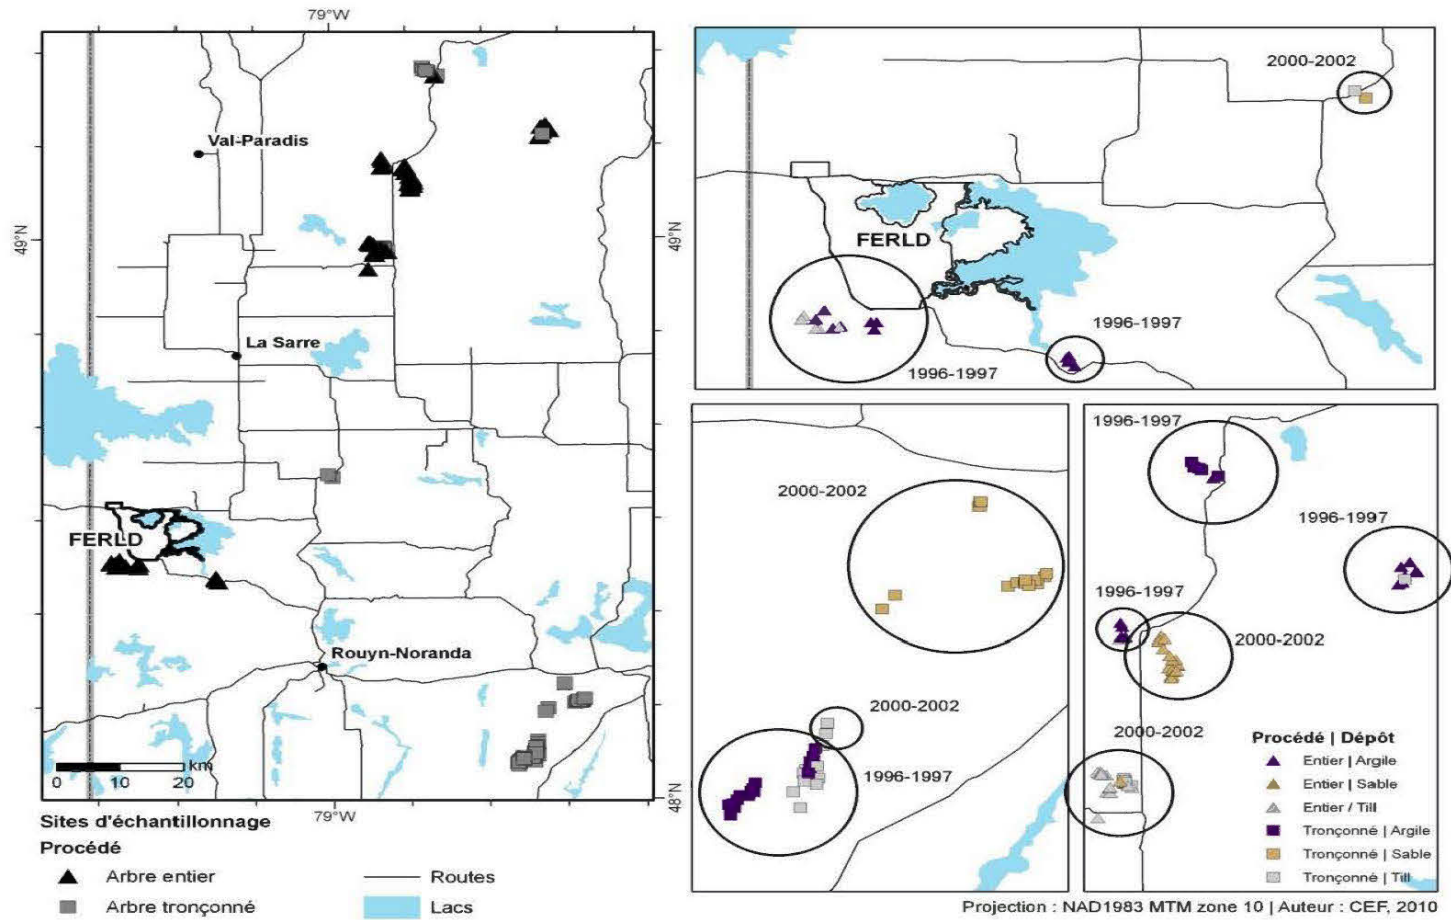 79°W
Val-Paradis
49°N
49°N
La Sarre
FERLD
Rouyn-Noranda
km
0 10 20
79°W
48°N
Sites d'échantillonnage
Procédé
Arbre entier
Routes
Arbre tronçonné
Lacs
2000-2002
FERLD
1996-1997
1996-1997
2000-2002
2000-2002
1996-1997
1996-1997
1996-1997
1996-1997
2000-2002
2000-2002
Procédé | Dépôt
Entier | Argile
Entier | Sable
Entier / Till
Tronçonné | Argile
Tronçonné | Sable
Tronçonné | Till
Projection : NAD1983 MTM zone 10 | Auteur : CEF, 2010